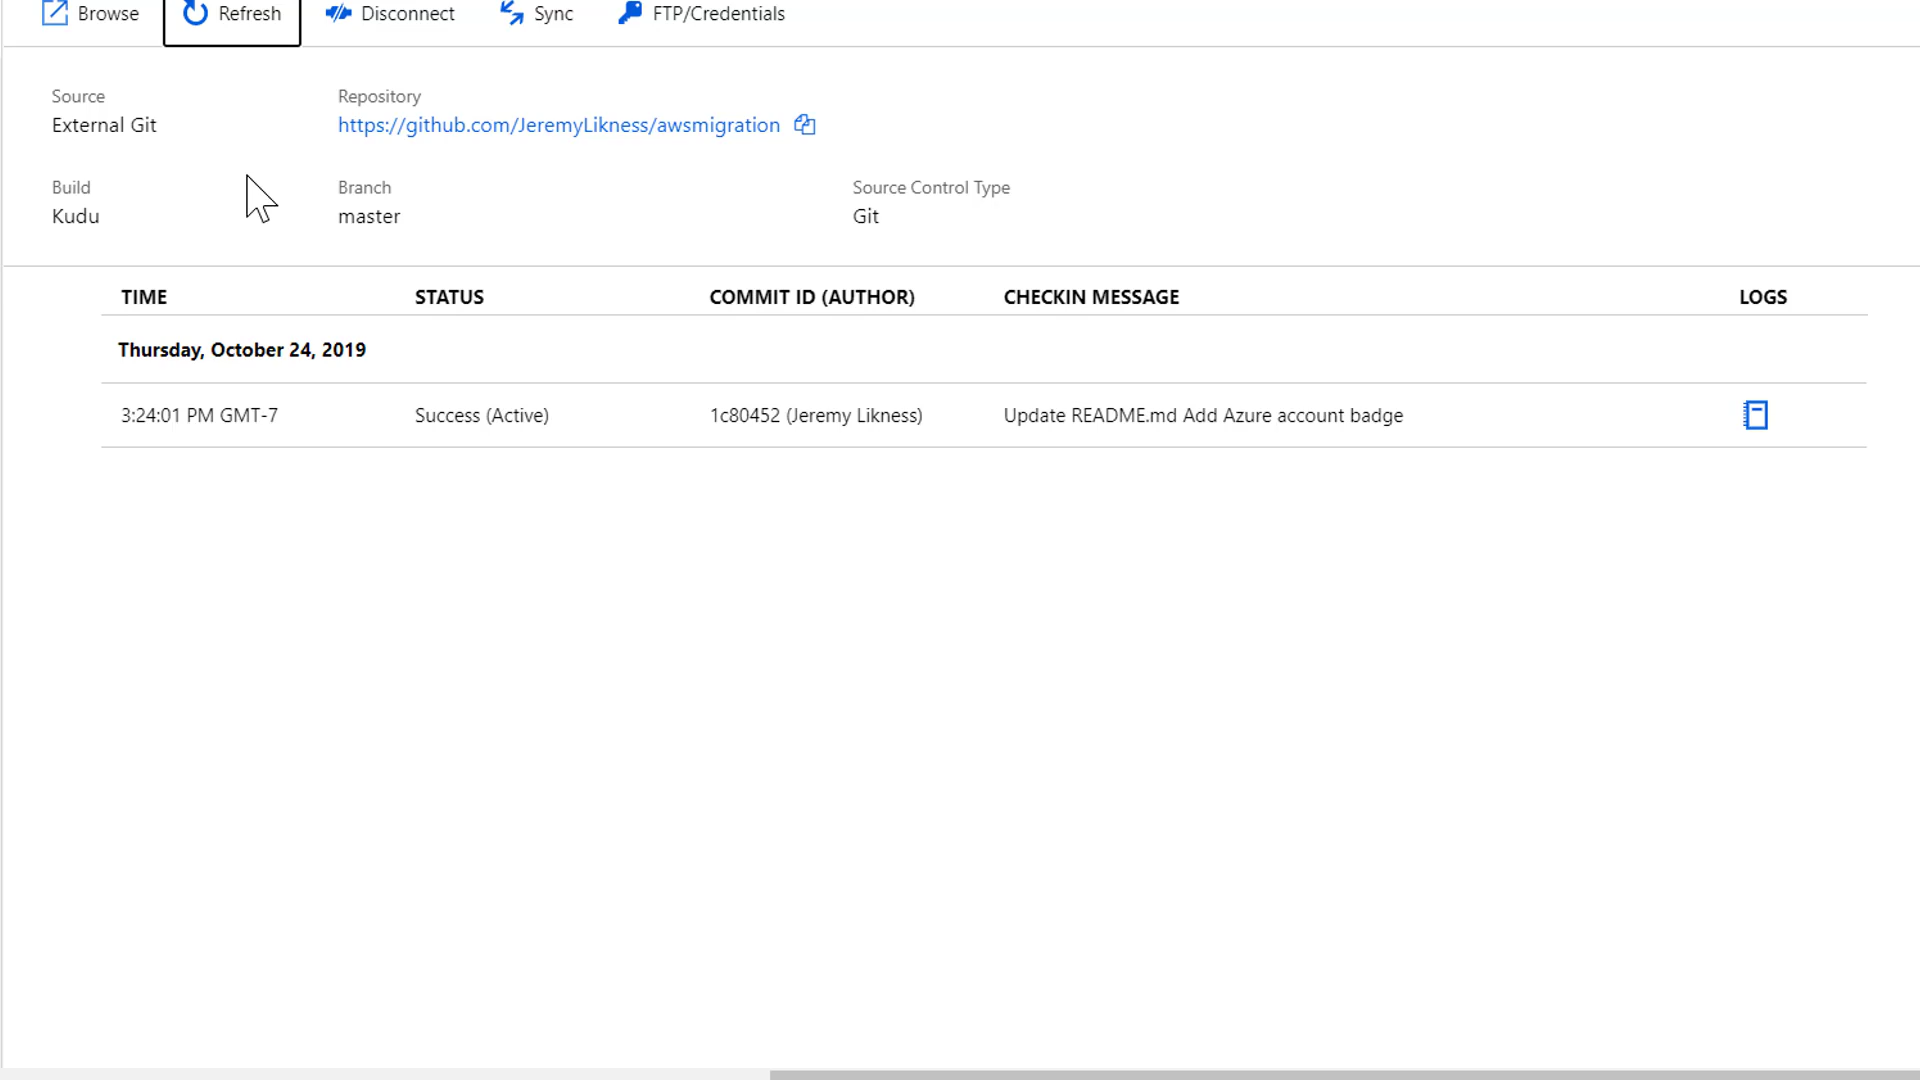 Browse Refresh Disconnect Sync FTP/Credentials
Source Repository
External Git https://github.com/JeremyLikness/awsmigration
Build Branch Source Control Type
Kudu master Git
TIME STATUS COMMIT ID (AUTHOR) CHECKIN MESSAGE LOGS
Thursday, October 24, 2019
3:24:01 PM GMT-7 Success (Active) 1c80452 (Jeremy Likness) Update README.md Add Azure account badge